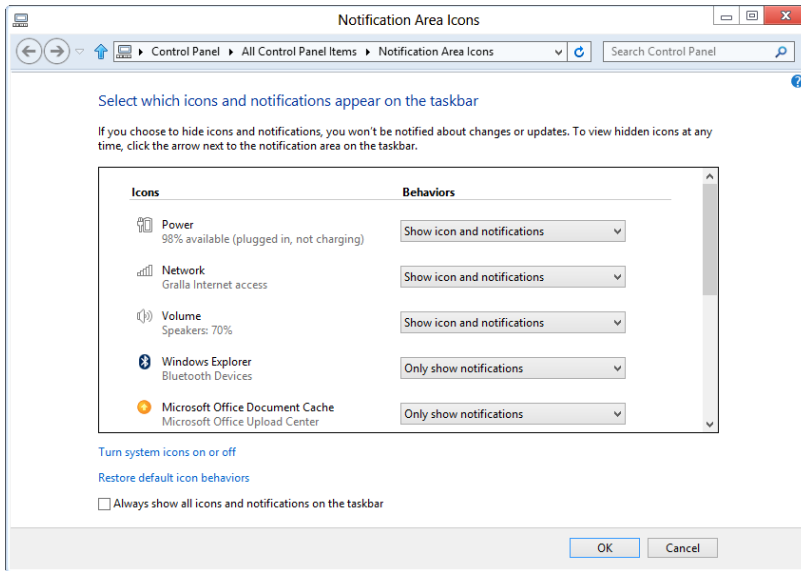 Notification Area Icons
Control Panel All Control Panel Items Notification Area Icons Search Control Panel
Select which icons and notifications appear on the taskbar
If you choose to hide icons and notifications, you won't be notified about changes or updates. To view hidden icons at any
time, click the arrow next to the notification area on the taskbar.
Icons Behaviors
Power
98% available (plugged in, not charging)
Show icon and notifications
Network
Gralla Internet access
Show icon and notifications
Volume
Speakers: 70%
Show icon and notifications
Windows Explorer
Bluetooth Devices
Only show notifications
Microsoft Office Document Cache
Microsoft Office Upload Center
Only show notifications
Turn system icons on or off
Restore default icon behaviors
Always show all icons and notifications on the taskbar
OK Cancel